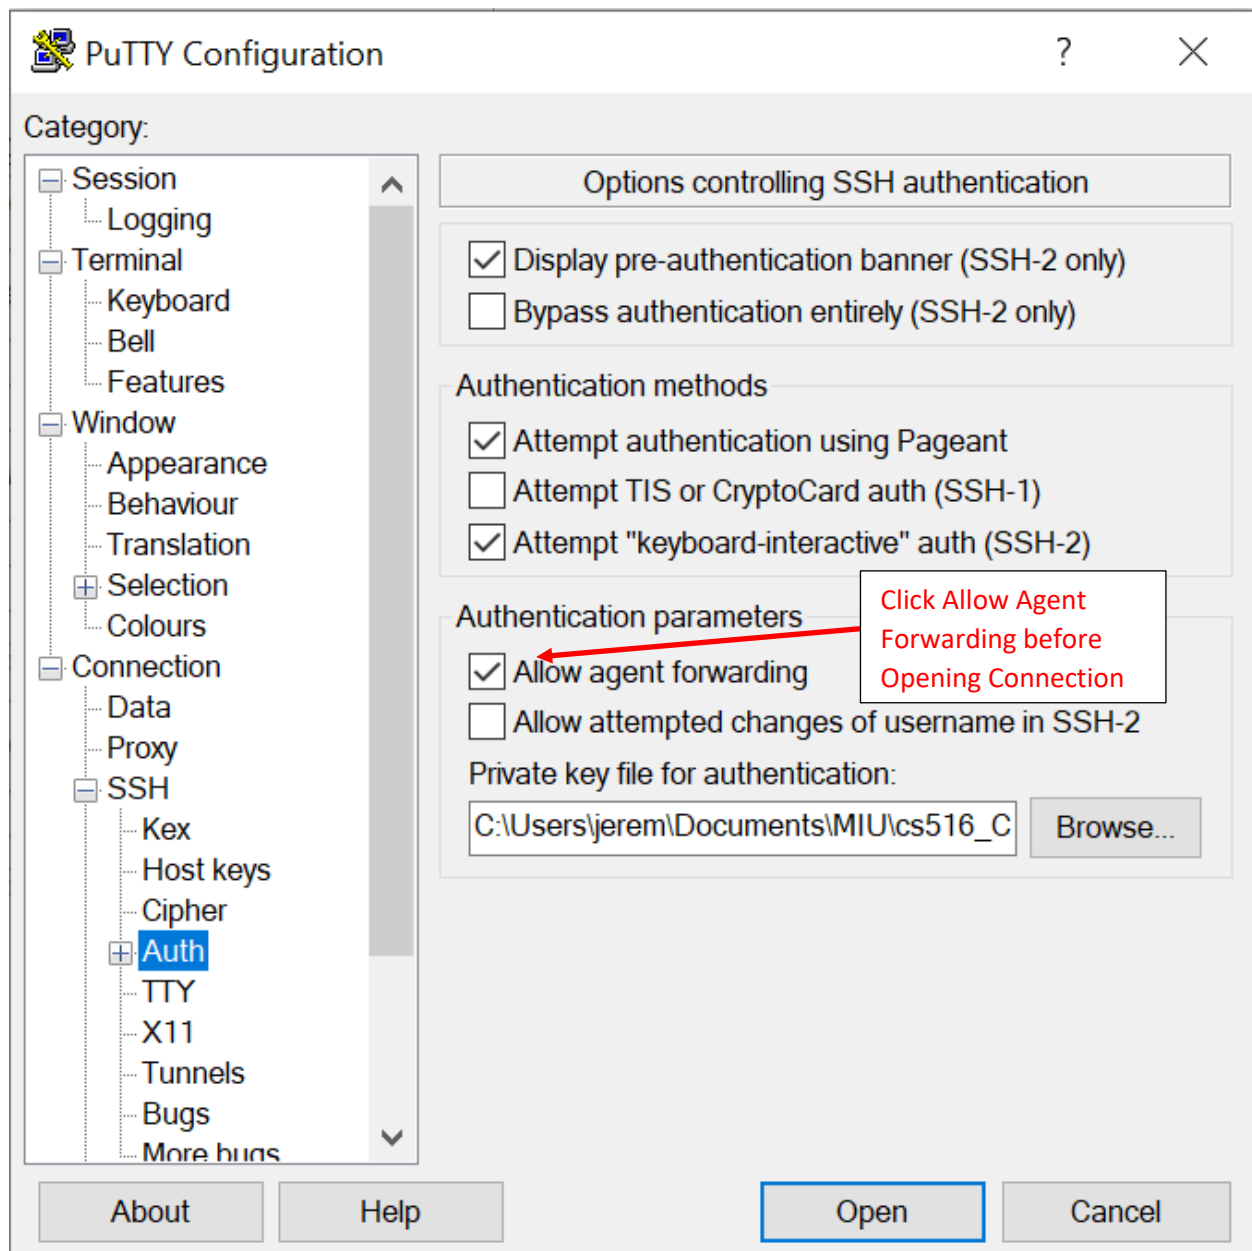 PuTTY Configuration
?
Category:
Session
Logging
Terminal
Keyboard
Bell
Features
Window
Appearance
Behaviour
Translation
Selection
Colours
Connection
Data
Proxy
SSH
Kex
Host keys
Cipher
Auth
TTY
X11
Tunnels
Bugs
More bugs
Options controlling SSH authentication
Display pre-authentication banner (SSH-2 only)
Bypass authentication entirely (SSH-2 only)
Authentication methods
Attempt authentication using Pageant
Attempt TIS or CryptoCard auth (SSH-1)
Attempt "keyboard-interactive" auth (SSH-2)
Authentication parameters
Click Allow Agent
Forwarding before
Opening Connection
Allow agent forwarding
Allow attempted changes of username in SSH-2
Private key file for authentication:
C:\Users\jerem\Documents\MIU\cs516_C
Browse...
About
Help
Open
Cancel